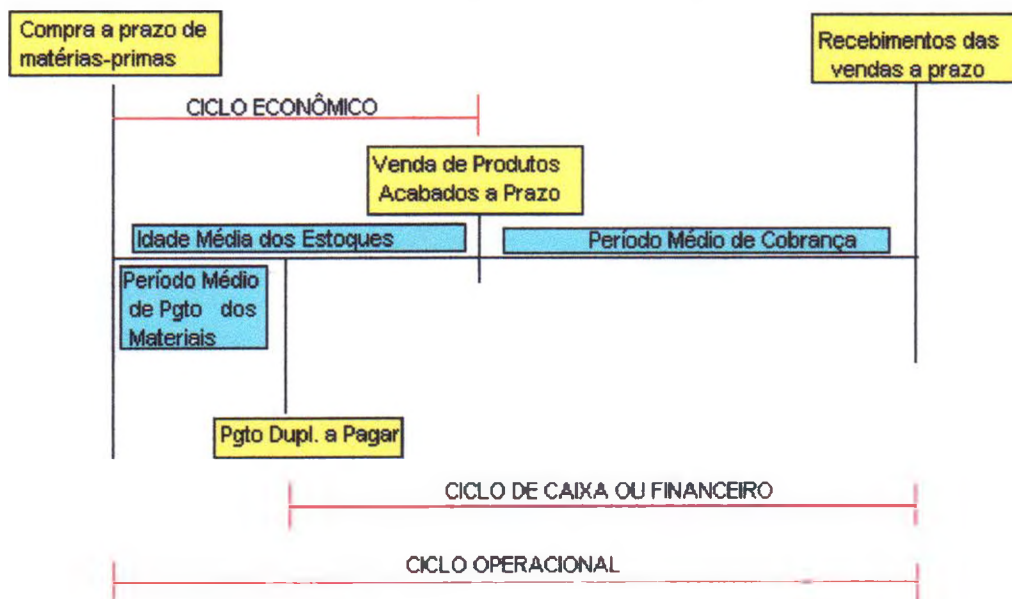 Compra a prazo de
matérias-primas
Recebimentos das
vendas a prazo
CICLO ECONÔMICO
Venda de Produtos
Acabados a Prazo
Idade Média dos Estoques
Período Médio de Cobrança
Período Médio
de Pgto dos
Materiais
Pgto Dupl. a Pagar
CICLO DE CAIXA OU FINANCEIRO
CICLO OPERACIONAL